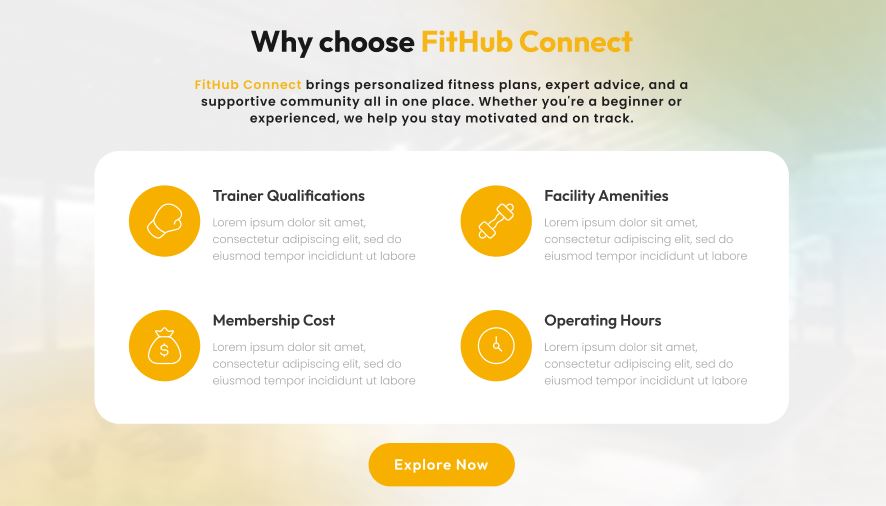 Why choose FitHub Connect
FitHub Connect brings personalized fitness plans, expert advice, and a
supportive community all in one place. Whether you're a beginner or
experienced, we help you stay motivated and on track.
Trainer Qualifications
Lorem ipsum dolor sit amet,
consectetur adipiscing elit, sed do
eiusmod tempor incididunt ut labore
Facility Amenities
Lorem ipsum dolor sit amet,
consectetur adipiscing elit, sed do
eiusmod tempor incididunt ut labore
$
Membership Cost
Lorem ipsum dolor sit amet,
consectetur adipiscing elit, sed do
eiusmod tempor incididunt ut labore
Operating Hours
Lorem ipsum dolor sit amet,
consectetur adipiscing elit, sed do
eiusmod tempor incididunt ut labore
Explore Now